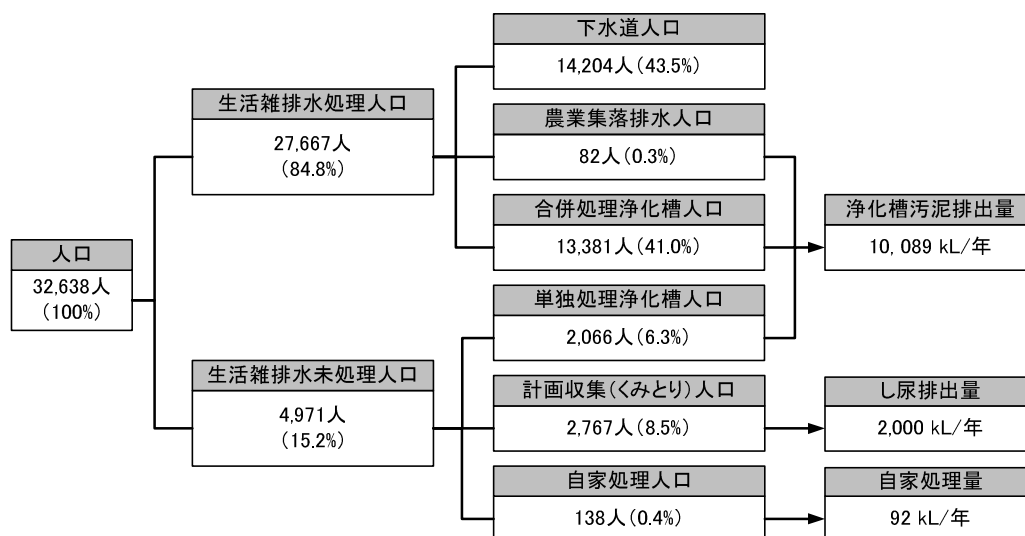 人口
32,638人
(100%)
生活雑排水処理人口
27,667人
(84.8%)
生活雑排水未処理人口
4,971人
(15.2%)
下水道人口
14,204人(43.5%)
農業集落排水人口
82人(0.3%)
合併処理浄化槽人口
13,381人(41.0%)
単独処理浄化槽人口
2,066人(6.3%)
計画収集(くみとり)人口
2,767人(8.5%)
自家処理人口
138人(0.4%)
浄化槽汚泥排出量
10, 089 kL/年
し尿排出量
2,000 kL/年
自家処理量
92 kL/年